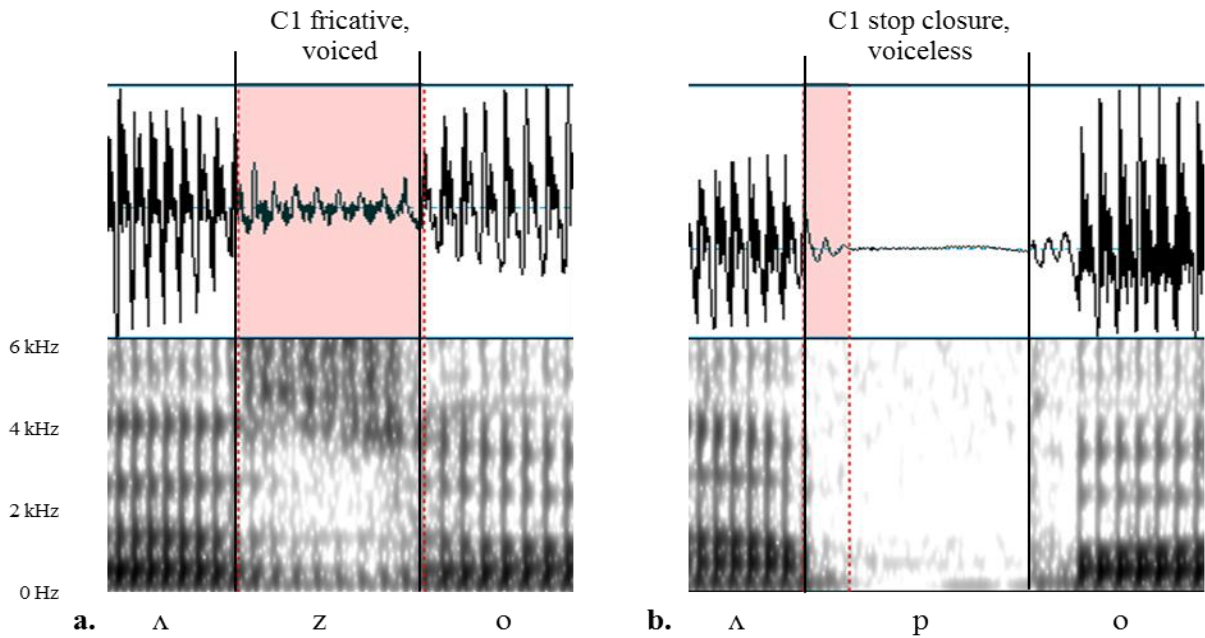 C1 fricative,
voiced
C1 stop closure,
voiceless
6 kHz
4 kHz
2 kHz
0 Hz
a. ʌ z o
b. ʌ p o